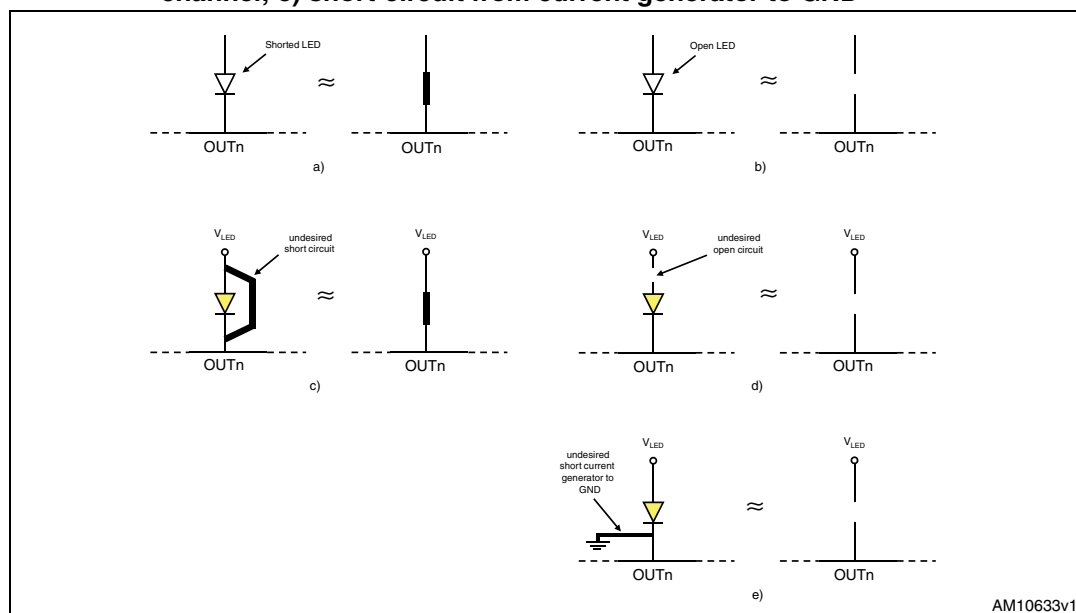 channel, e) short circuit from current generator to GND
Shorted LED
≈
OUTn
OUTn
a)
Open LED
≈
OUTn
OUTn
b)
VLED
undesired
short circuit
VLED
≈
OUTn
OUTn
c)
VLED
undesired
open circuit
VLED
≈
OUTn
OUTn
d)
VLED
undesired
short current
generator to
GND
VLED
≈
OUTn
OUTn
e)
AM10633v1